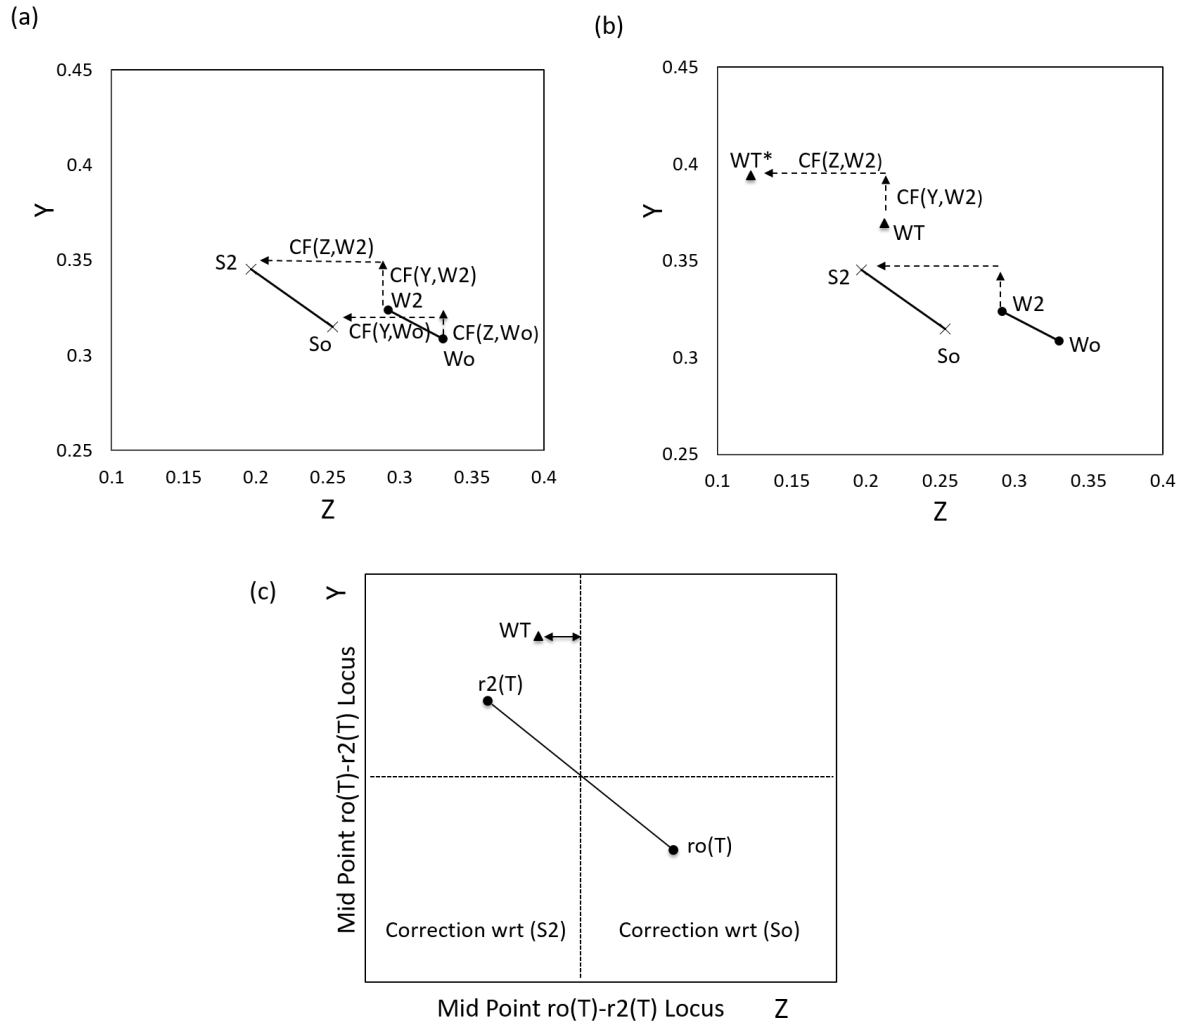 (a)
0.45
0.4
0.35
0.3
0.25
Y
CF(Z,W2)
S2
CF(Y,W2)
W2
CF(Y,Wo)
CF(Z,Wo)
So
Wo
0.1 0.15 0.2 0.25 0.3 0.35 0.4
Z
(b)
0.45
0.4
0.35
0.3
0.25
Y
WT*
CF(Z,W2)
CF(Y,W2)
WT
S2
W2
Wo
So
0.1 0.15 0.2 0.25 0.3 0.35 0.4
Z
(c)
Y
Mid Point ro(T)-r2(T) Locus
WT
r2(T)
ro(T)
Correction wrt (S2)
Correction wrt (So)
Mid Point ro(T)-r2(T) Locus Z